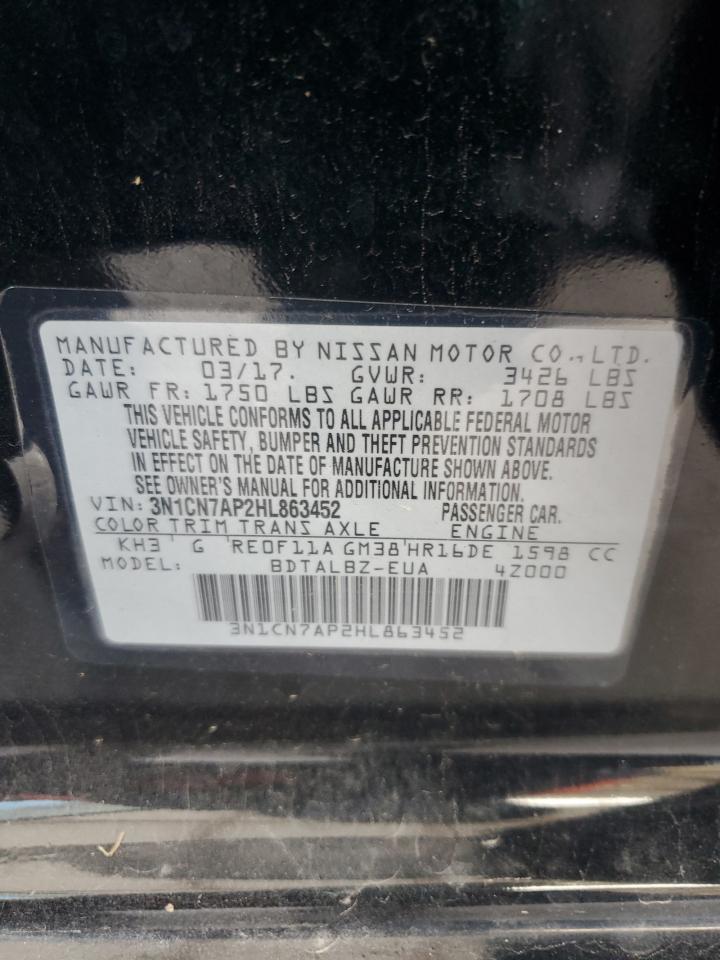 MANUFACTURED BY NISSAN MOTOR CO., LTD.
DATE: 03/17. GVWR: 3426 LBS
GAWR FR: 1750 LBS GAWR RR: 1708 LBS
THIS VEHICLE CONFORMS TO ALL APPLICABLE FEDERAL MOTOR
VEHICLE SAFETY, BUMPER AND THEFT PREVENTION STANDARDS
IN EFFECT ON THE DATE OF MANUFACTURE SHOWN ABOVE.
SEE OWNER'S MANUAL FOR ADDITIONAL INFORMATION.
VIN: 3N1CN7AP2HL863452 PASSENGER CAR.
COLOR TRIM TRANS AXLE ENGINE
KH3 G RE0F11A GM38 HR16DE 1598 CC
MODEL: BDTALBZ-EUA 4Z000
3N1CN7AP2HL863452